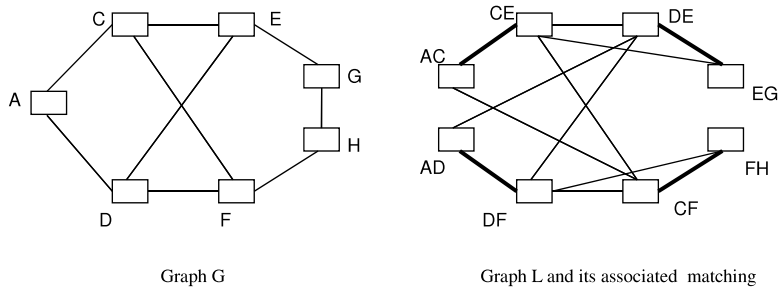 C E
A G
H
D F
Graph G
CE DE
AC EG
AD FH
DF CF
Graph L and its associated matching